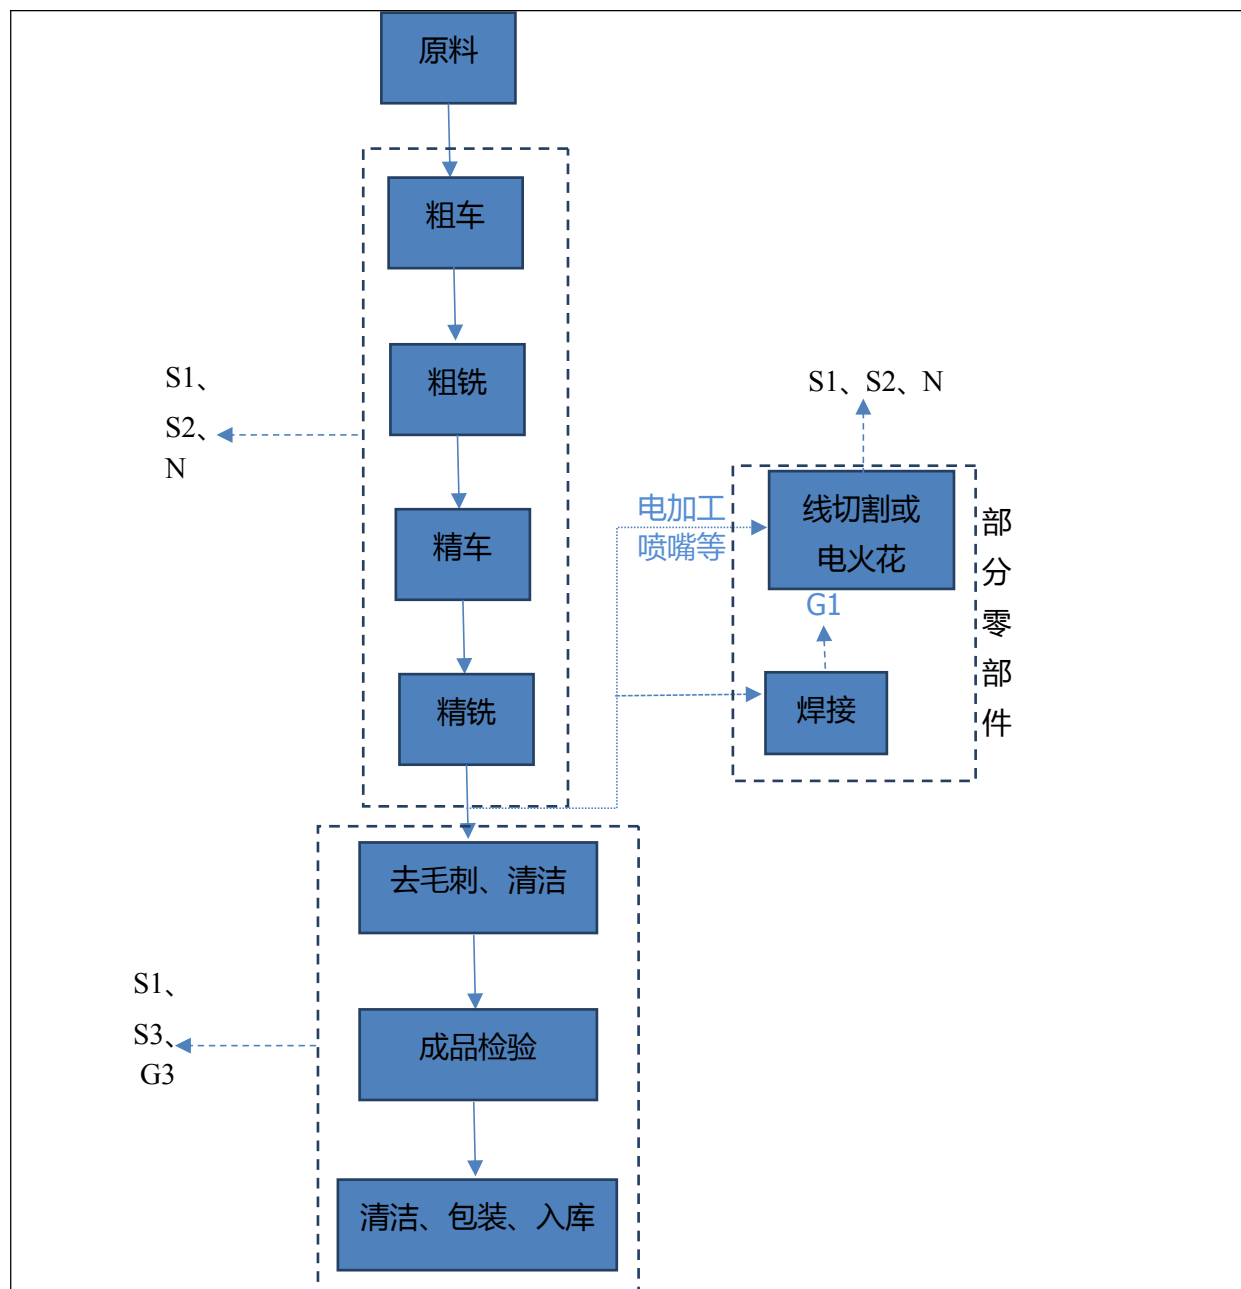 原料
粗车
粗铣
精车
精铣
S1、
S2、
N
S1、S2、N
电加工
喷嘴等
线切割或
电火花
G1
焊接
部
分
零
部
件
去毛刺、清洁
成品检验
清洁、包装、入库
S1、
S3、
G3